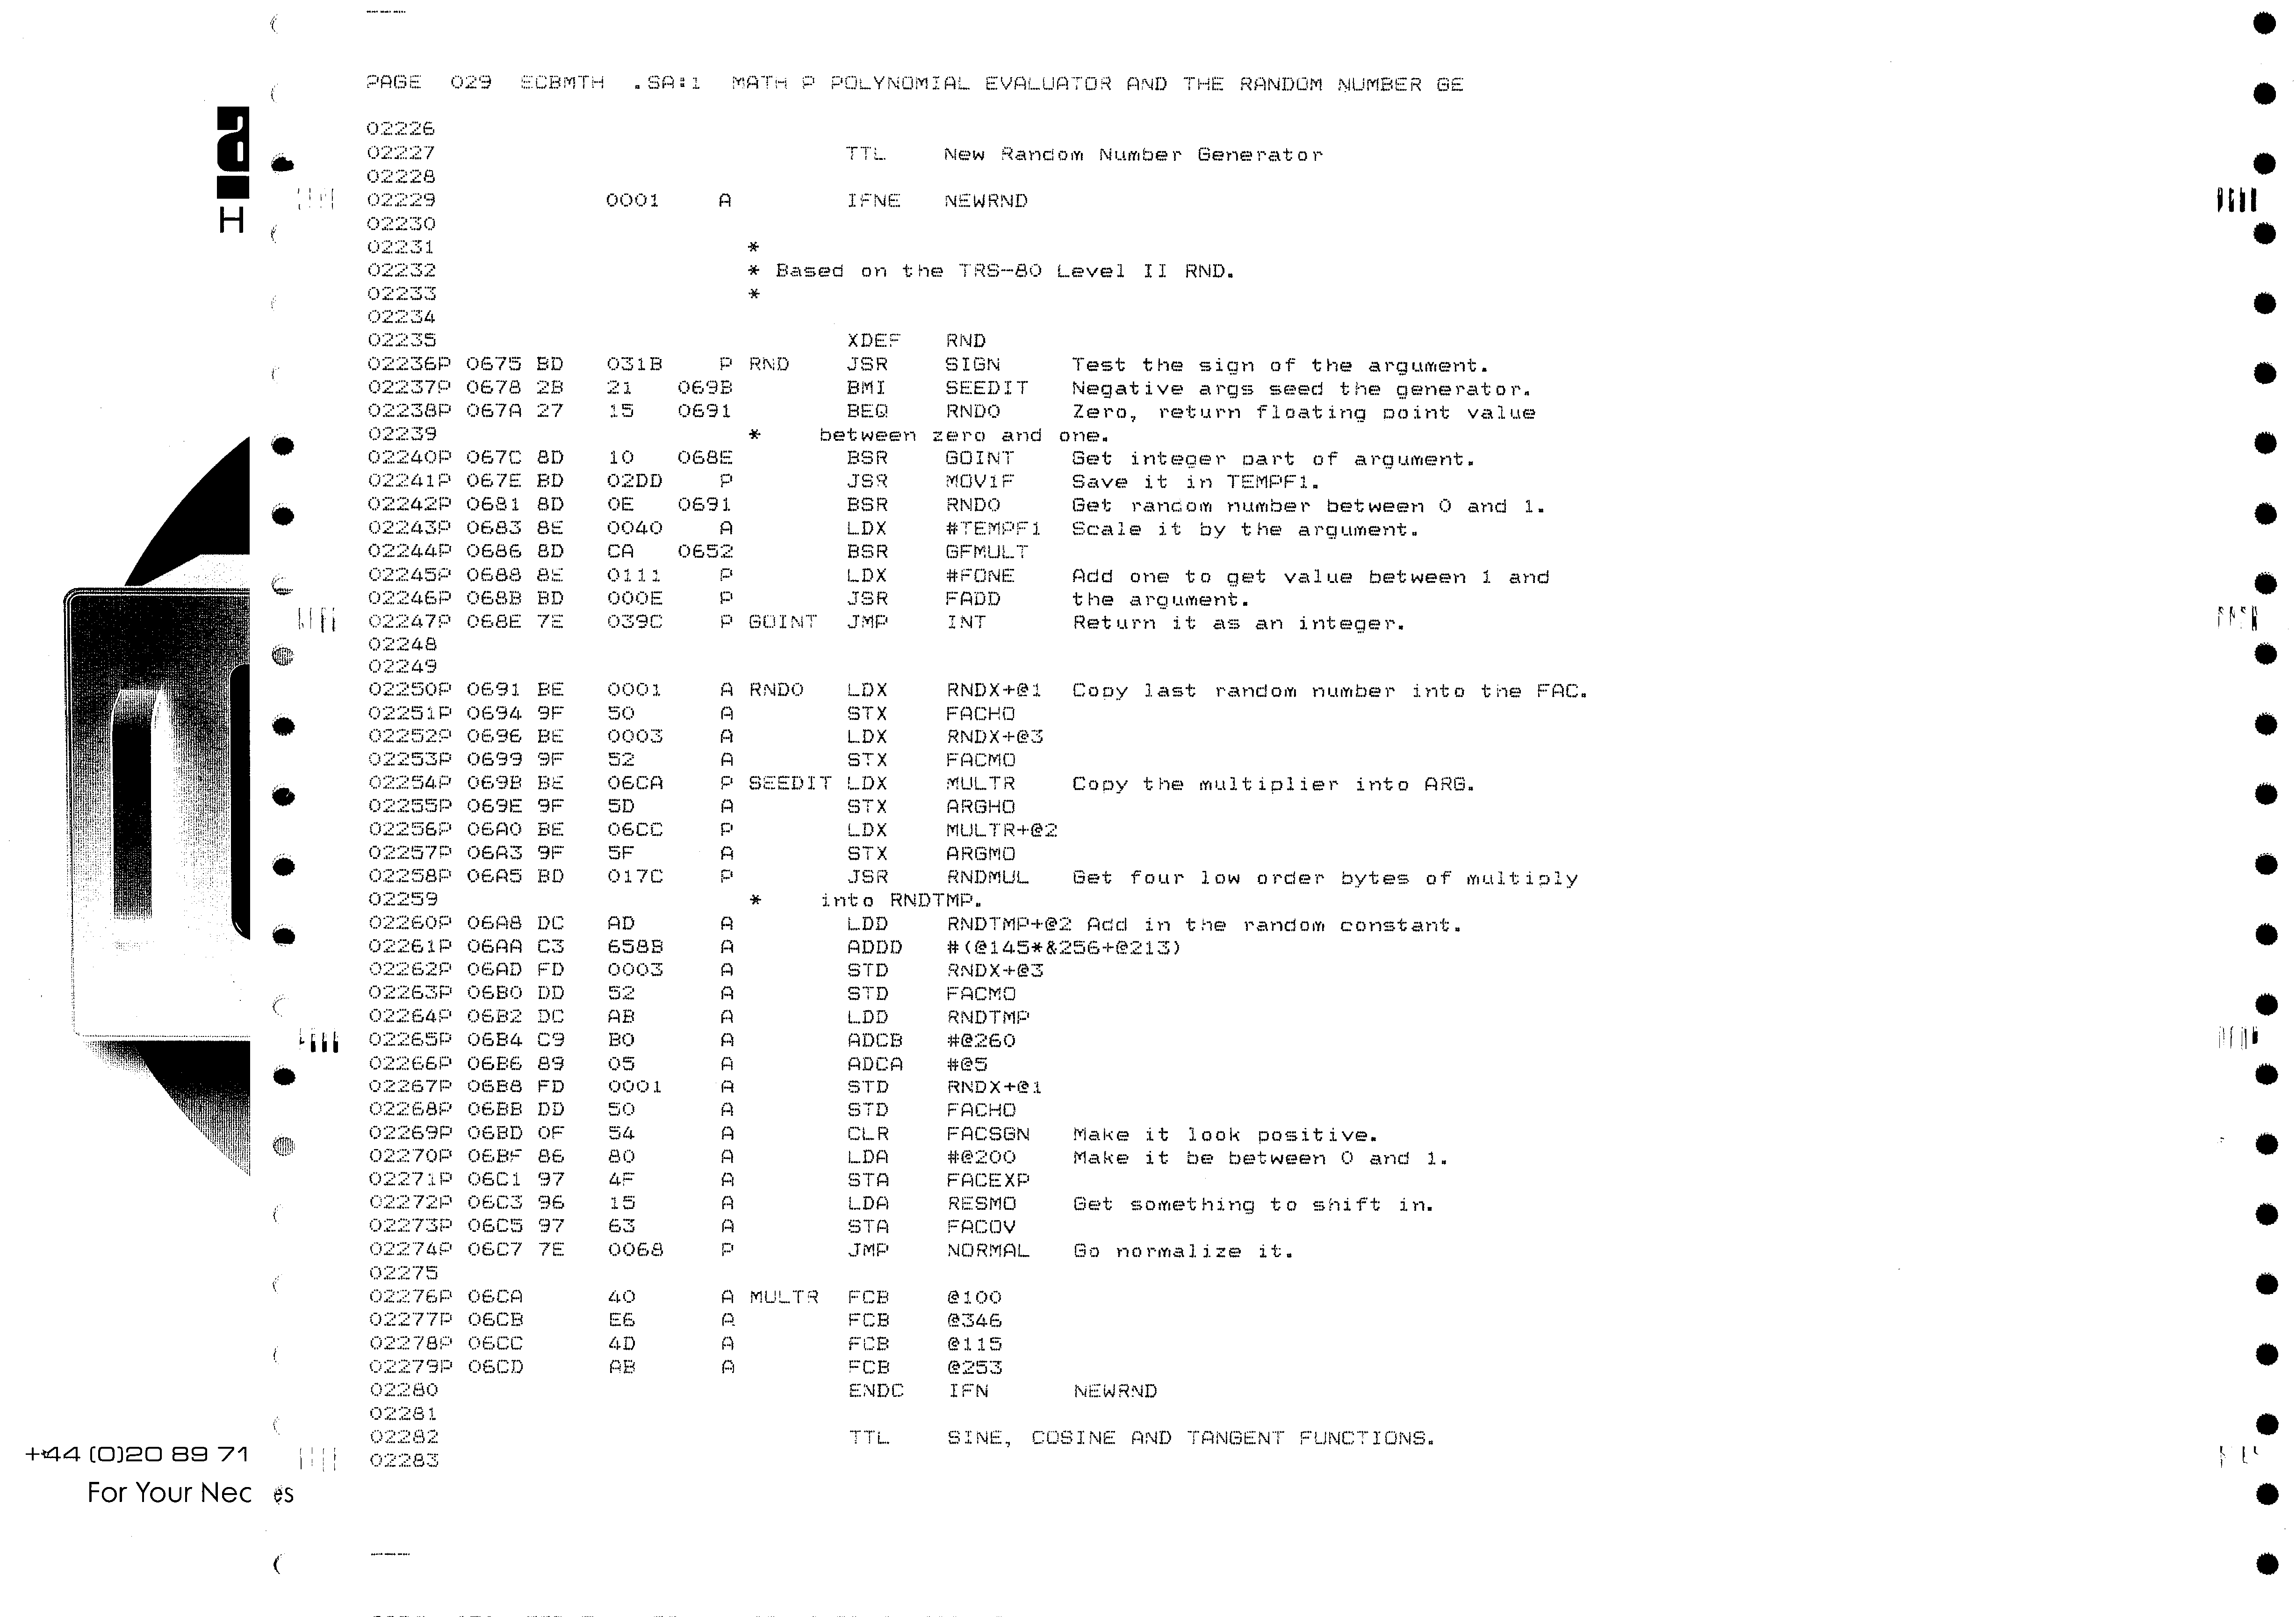 PAGE 029 ECBMTH .SA:1 MATH P POLYNOMIAL EVALUATOR AND THE RANDOM NUMBER GE
02226
02227 TTL New Random Number Generator
02228
02229 0001 A IFNE NEWRND
02230
02231 *
02232 * Based on the TRS-80 Level II RND.
02233 *
02234
02235 XDEF RND
02236P 0675 BD 031B P RND JSR SIGN Test the sign of the argument.
02237P 0678 2B 21 069B BMI SEEDIT Negative args seed the generator.
02238P 067A 27 15 0691 BEQ RND0 Zero, return floating point value
02239 * between zero and one.
02240P 067C 8D 10 068E BSR GOINT Get integer part of argument.
02241P 067E BD 02DD P JSR MOV1F Save it in TEMPF1.
02242P 0681 8D 0E 0691 BSR RND0 Get random number between 0 and 1.
02243P 0683 8E 0040 A LDX #TEMPF1 Scale it by the argument.
02244P 0686 8D CA 0652 BSR GFMULT
02245P 0688 8E 0111 P LDX #FONE Add one to get value between 1 and
02246P 068B BD 000E P JSR FADD the argument.
02247P 068E 7E 039C P GOINT JMP INT Return it as an integer.
02248
02249
02250P 0691 BE 0001 A RND0 LDX RNDX+@1 Copy last random number into the FAC.
02251P 0694 9F 50 A STX FACHO
02252P 0696 BE 0003 A LDX RNDX+@3
02253P 0699 9F 52 A STX FACMO
02254P 069B BE 06CA P SEEDIT LDX MULTR Copy the multiplier into ARG.
02255P 069E 9F 5D A STX ARGHO
02256P 06A0 BE 06CC P LDX MULTR+@2
02257P 06A3 9F 5F A STX ARGMO
02258P 06A5 BD 017C P JSR RNDMUL Get four low order bytes of multiply
02259 * into RNDTMP.
02260P 06A8 DC AD A LDD RNDTMP+@2 Add in the random constant.
02261P 06AA C3 658B A ADDD #(@145*&256+@213)
02262P 06AD FD 0003 A STD RNDX+@3
02263P 06B0 DD 52 A STD FACMO
02264P 06B2 DC AB A LDD RNDTMP
02265P 06B4 C9 B0 A ADCB #@260
02266P 06B6 89 05 A ADCA #@5
02267P 06B8 FD 0001 A STD RNDX+@1
02268P 06BB DD 50 A STD FACHO
02269P 06BD 0F 54 A CLR FACSGN Make it look positive.
02270P 06BF 86 80 A LDA #@200 Make it be between 0 and 1.
02271P 06C1 97 4F A STA FACEXP
02272P 06C3 96 15 A LDA RESMO Get something to shift in.
02273P 06C5 97 63 A STA FACOV
02274P 06C7 7E 0068 P JMP NORMAL Go normalize it.
02275
02276P 06CA 40 A MULTR FCB @100
02277P 06CB E6 A FCB @346
02278P 06CC 4D A FCB @115
02279P 06CD AB A FCB @253
02280 ENDC IFN NEWRND
02281
02282 TTL SINE, COSINE AND TANGENT FUNCTIONS.
02283
H
+44 (0)20 89 71
For Your Nec es